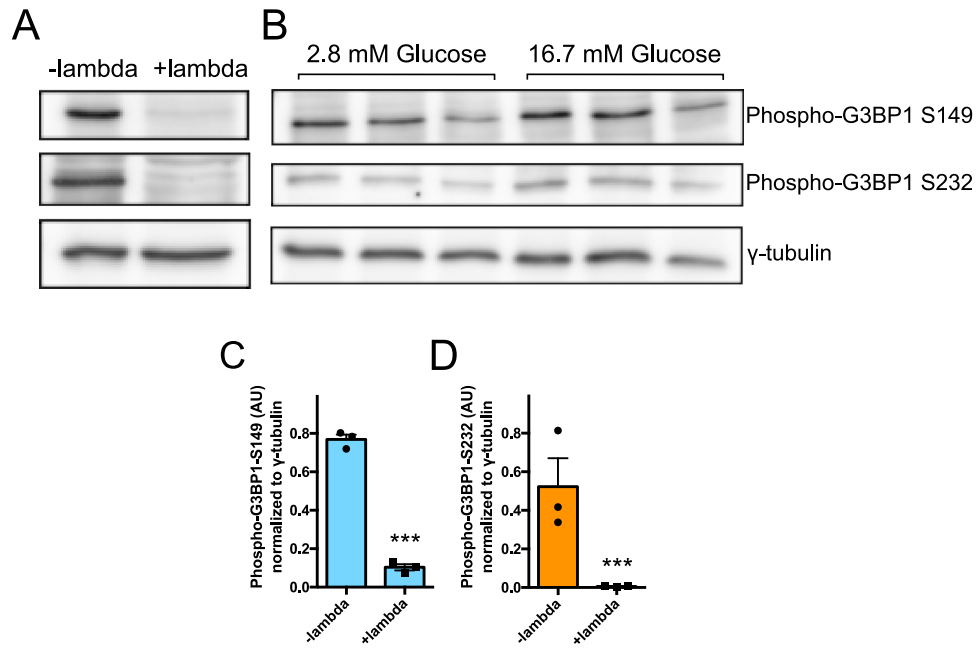 A
B
-lambda +lambda
2.8 mM Glucose
16.7 mM Glucose
Phospho-G3BP1 S149
Phospho-G3BP1 S232
γ-tubulin
C
D
Phospho-G3BP1-S149 (AU)
normalized to γ-tubulin
0.8
0.6
0.4
0.2
0.0
***
-lambda
+lambda
Phospho-G3BP1-S232 (AU)
normalized to γ-tubulin
0.8
0.6
0.4
0.2
0.0
***
-lambda
+lambda